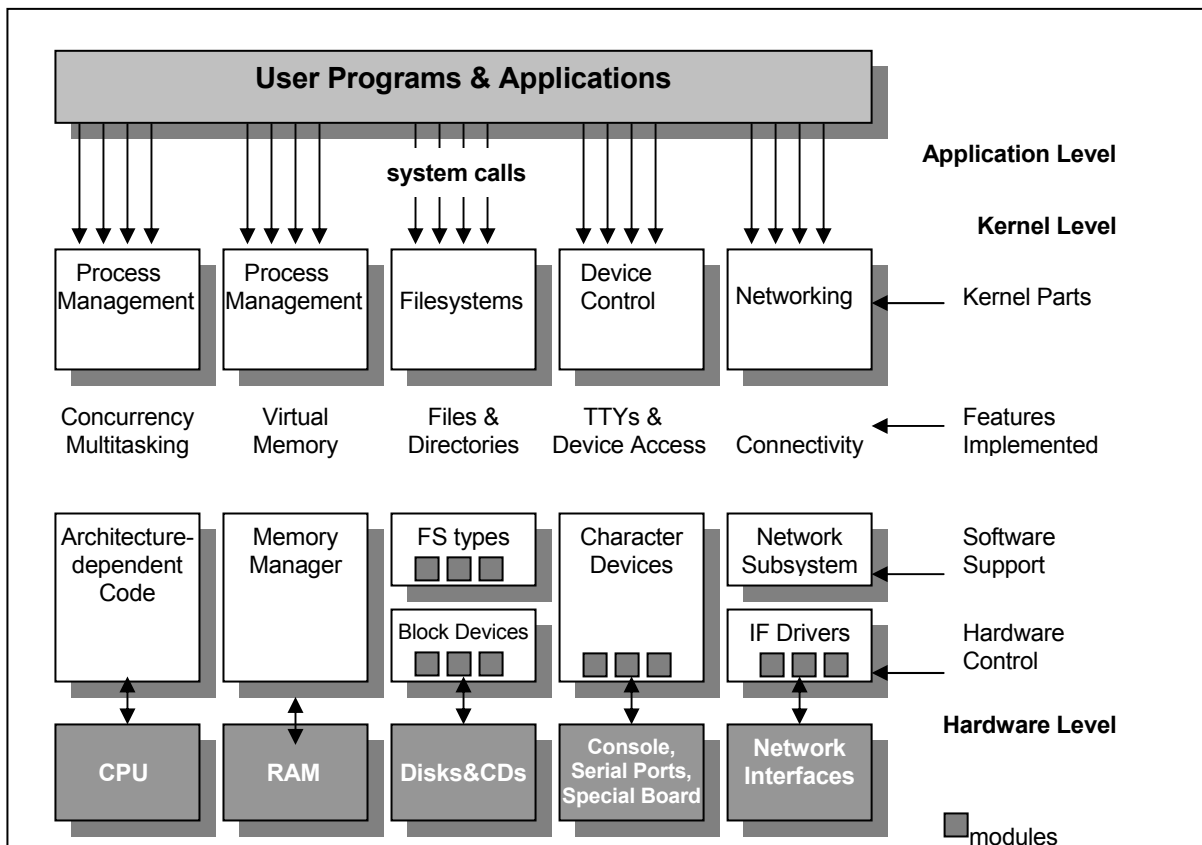 User Programs & Applications
Application Level
system calls
Kernel Level
Process
Management
Process
Management
Filesystems
Device
Control
Networking
Kernel Parts
Concurrency
Multitasking
Virtual
Memory
Files &
Directories
TTYs &
Device Access
Connectivity
Features
Implemented
Architecture-
dependent
Code
Memory
Manager
FS types
Character
Devices
Network
Subsystem
Software
Support
Block Devices
IF Drivers
Hardware
Control
Hardware Level
CPU
RAM
Disks&CDs
Console,
Serial Ports,
Special Board
Network
Interfaces
modules